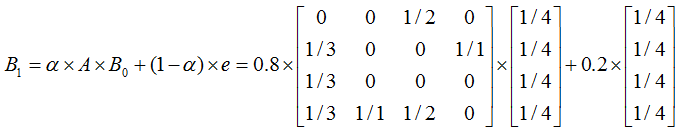 B₁ = α × A × B₀ + (1−α) × e = 0.8 × [0 0 1/2 0; 1/3 0 0 1/1; 1/3 0 0 0; 1/3 1/1 1/2 0] × [1/4; 1/4; 1/4; 1/4] + 0.2 × [1/4; 1/4; 1/4; 1/4]